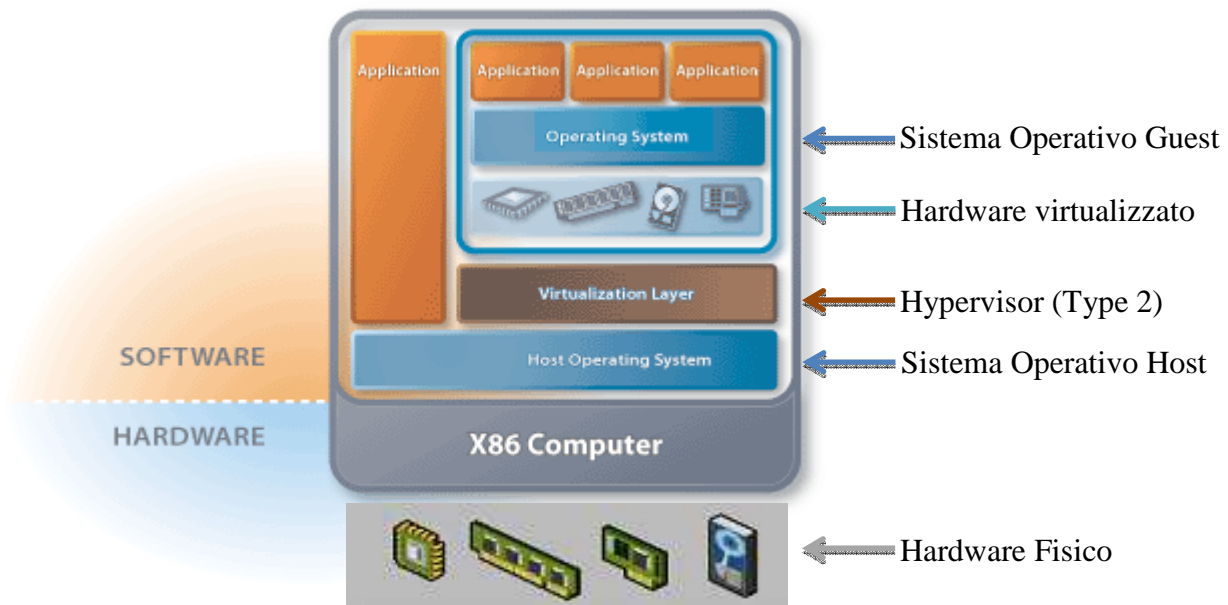 Application
Application Application Application
Operating System
Sistema Operativo Guest
Hardware virtualizzato
Virtualization Layer
Hypervisor (Type 2)
SOFTWARE
Host Operating System
Sistema Operativo Host
HARDWARE
X86 Computer
Hardware Fisico